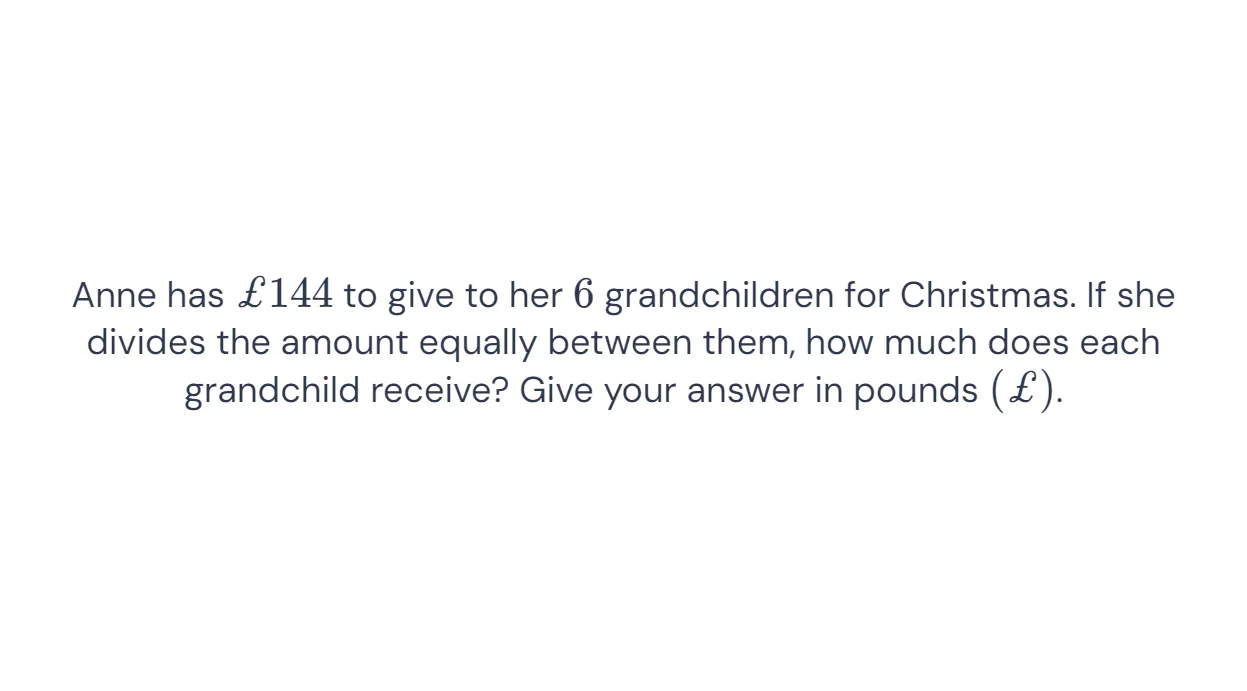 Anne has £144 to give to her 6 grandchildren for Christmas. If she
divides the amount equally between them, how much does each
grandchild receive? Give your answer in pounds (£).